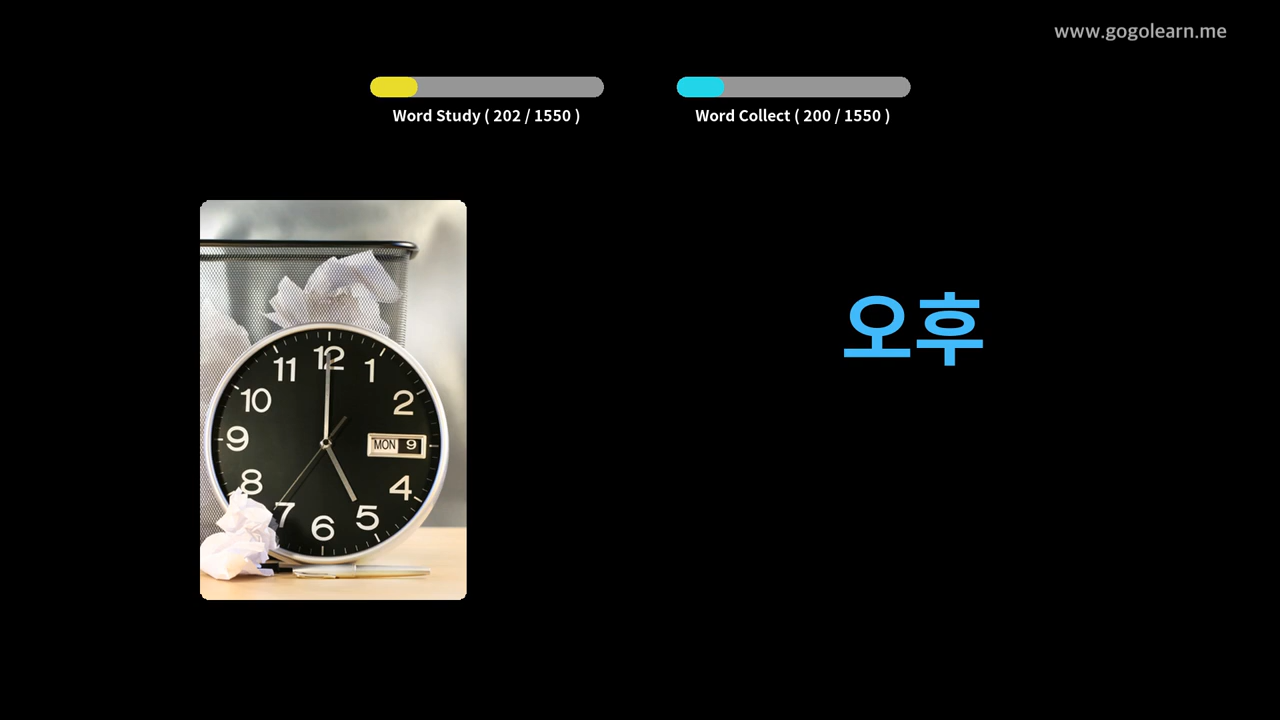 www.gogolearn.me
Word Study ( 202 / 1550 )
Word Collect ( 200 / 1550 )
오후
12
11
1
10
2
9
MON 9
8
4
7
5
6